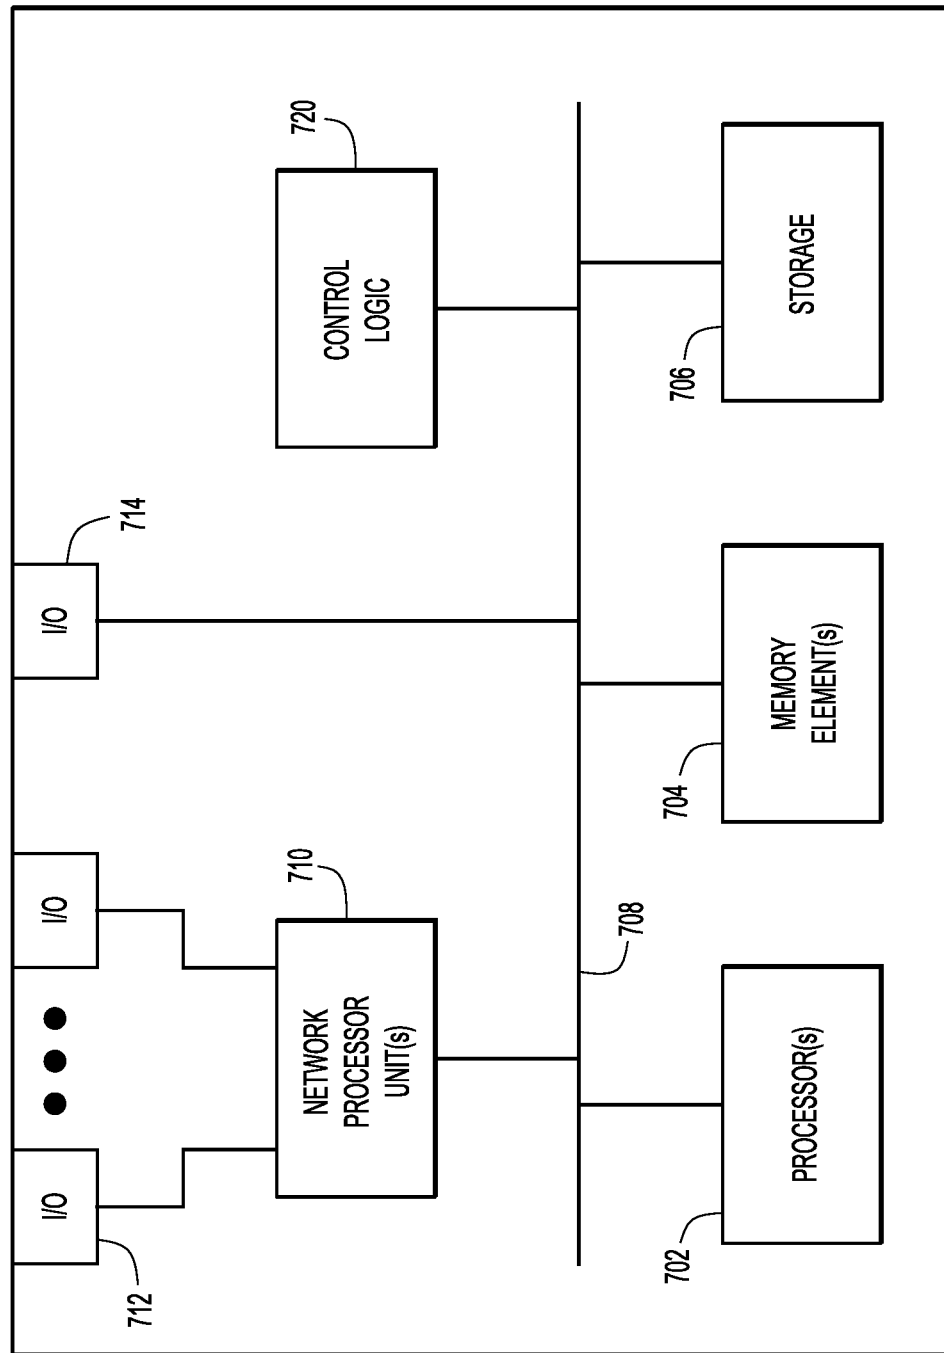 I/O
I/O
I/O
712
714
710
720
NETWORK
PROCESSOR
UNIT(s)
CONTROL
LOGIC
708
702
704
706
PROCESSOR(s)
MEMORY
ELEMENT(s)
STORAGE